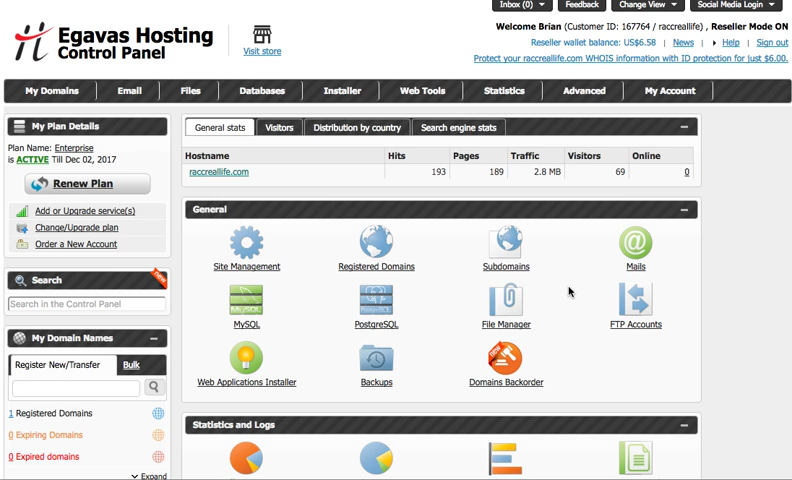 Inbox (0)
Feedback
Change View
Social Media Login
Egavas Hosting
Control Panel
Visit store
Welcome Brian (Customer ID: 167764 / raccreallife) , Reseller Mode ON
Reseller wallet balance: US$6.58 | News | Help | Sign out
Protect your raccreallife.com WHOIS information with ID protection for just $6.00.
My Domains
Email
Files
Databases
Installer
Web Tools
Statistics
Advanced
My Account
My Plan Details
Plan Name: Enterprise
is ACTIVE Till Dec 02, 2017
Renew Plan
Add or Upgrade service(s)
Change/Upgrade plan
Order a New Account
new
Search
Search in the Control Panel
My Domain Names
Register New/Transfer
Bulk
1 Registered Domains
0 Expiring Domains
0 Expired domains
Expand
General stats
Visitors
Distribution by country
Search engine stats
Hostname Hits Pages Traffic Visitors Online
raccreallife.com 193 189 2.8 MB 69 0
General
Site Management
Registered Domains
Subdomains
Mails
MySQL
PostgreSQL
File Manager
FTP Accounts
Web Applications Installer
Backups
new
Domains Backorder
Statistics and Logs